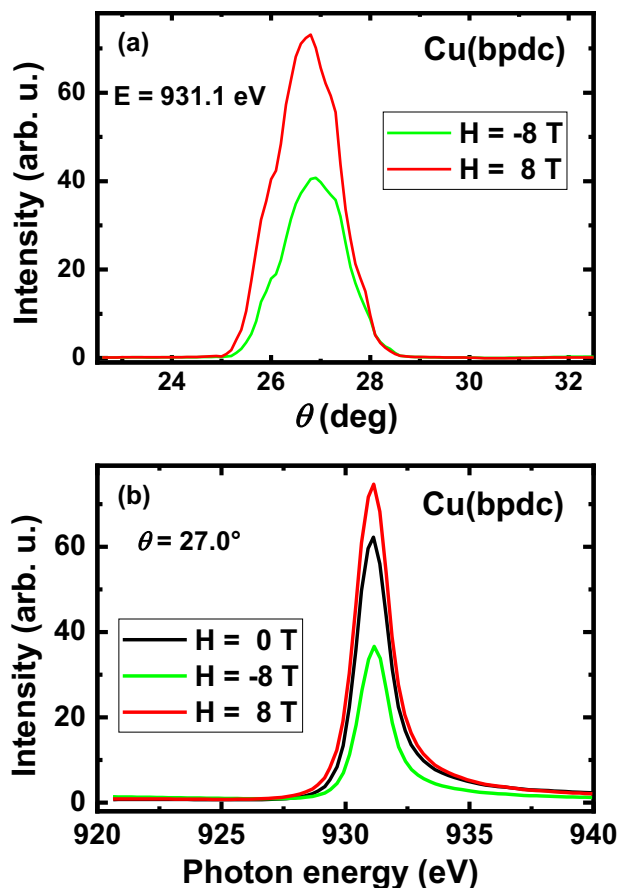 (a)
Cu(bpdc)
E = 931.1 eV
H = -8 T
H = 8 T
Intensity (arb. u.)
60
40
20
0
24 26 28 30 32
θ (deg)
(b)
Cu(bpdc)
θ = 27.0°
H = 0 T
H = -8 T
H = 8 T
Intensity (arb. u.)
60
40
20
0
920 925 930 935 940
Photon energy (eV)